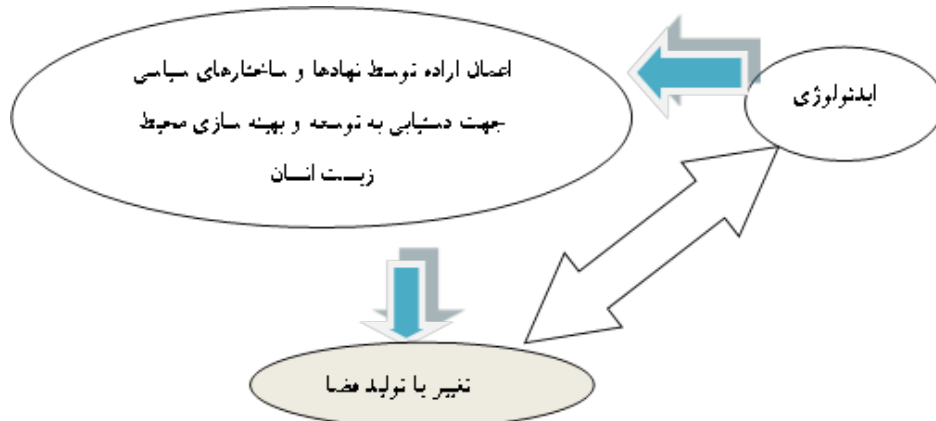 ایدئولوژی
اعمال اراده توسط نهادها و ساختارهای سیاسی
جهت دستیابی به توسعه و بهینه سازی محیط
زیست انسان
تغییر یا تولید فضا